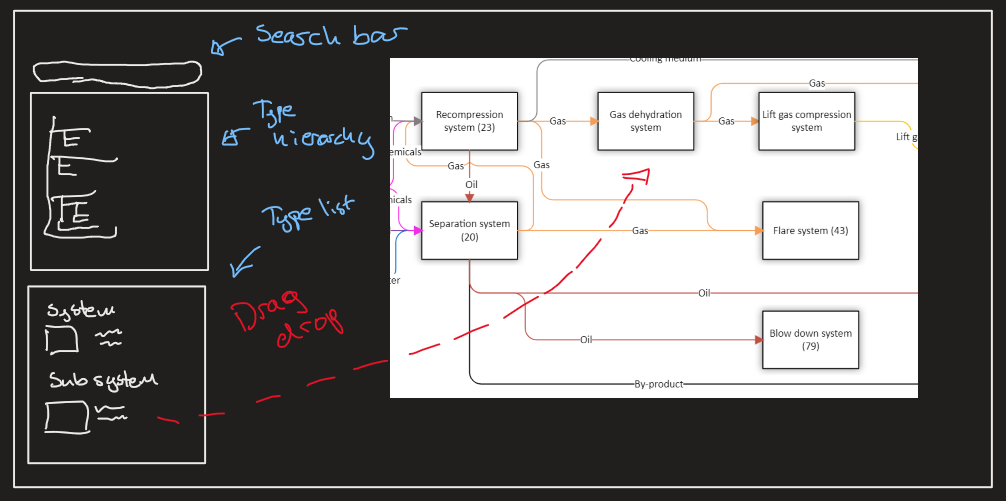 Search bar
Type
hierarchy
Type list
System
Sub system
Drag
drop
Cooling medium
Gas
Recompression
system (23)
Gas
Gas dehydration
system
Gas
Lift gas compression
system
Lift g
emicals
Gas
Gas
Oil
nicals
Separation system
(20)
Gas
Flare system (43)
ter
Oil
Oil
Blow down system
(79)
By-product